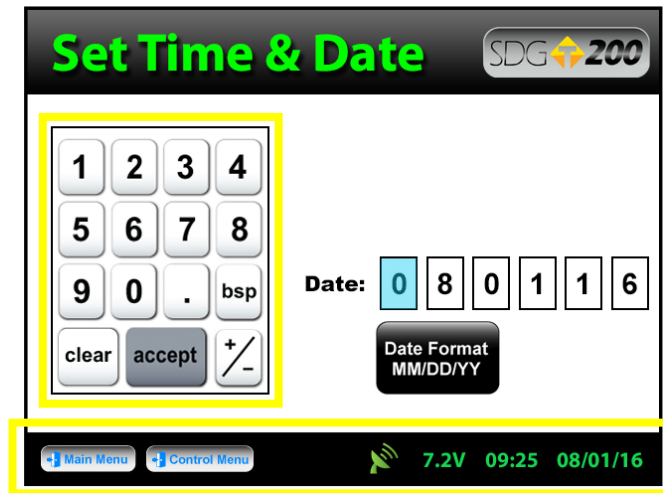 Set Time & Date
SDG T 200
1 2 3 4
5 6 7 8
9 0 . bsp
clear accept +/-
Date: 0 8 0 1 1 6
Date Format
MM/DD/YY
Main Menu Control Menu 7.2V 09:25 08/01/16